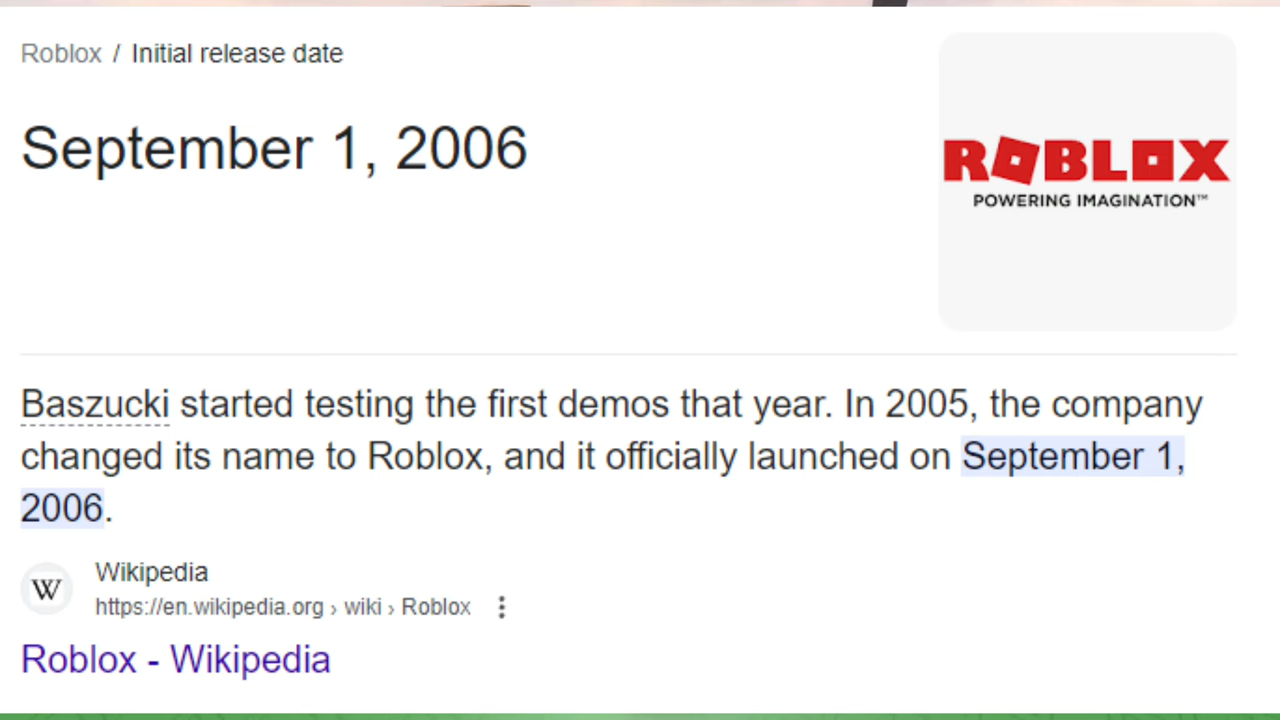 Roblox / Initial release date
September 1, 2006
ROBLOX
POWERING IMAGINATION™
Baszucki started testing the first demos that year. In 2005, the company
changed its name to Roblox, and it officially launched on September 1,
2006.
W
Wikipedia
https://en.wikipedia.org › wiki › Roblox
Roblox - Wikipedia